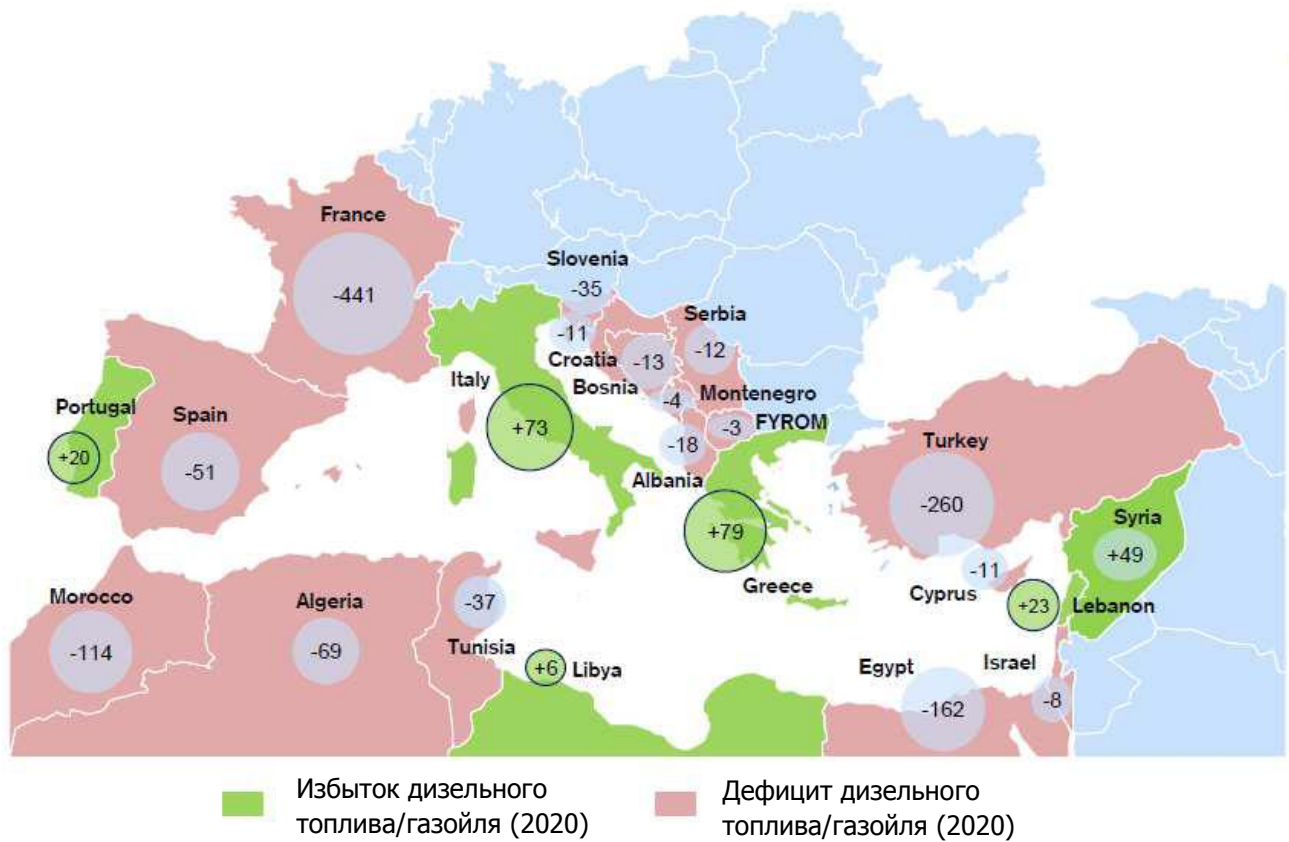 France
-441
Slovenia
-35
-11
Croatia
Serbia
-12
-13
Bosnia
Italy
+73
-4
Montenegro
-3
FYROM
-18
Albania
Portugal
+20
Spain
-51
+79
Greece
Turkey
-260
Syria
+49
-11
Cyprus
+23
Lebanon
Morocco
-114
Algeria
-69
-37
Tunisia
+6
Libya
Egypt
-162
Israel
-8
Избыток дизельного
топлива/газойля (2020)
Дефицит дизельного
топлива/газойля (2020)